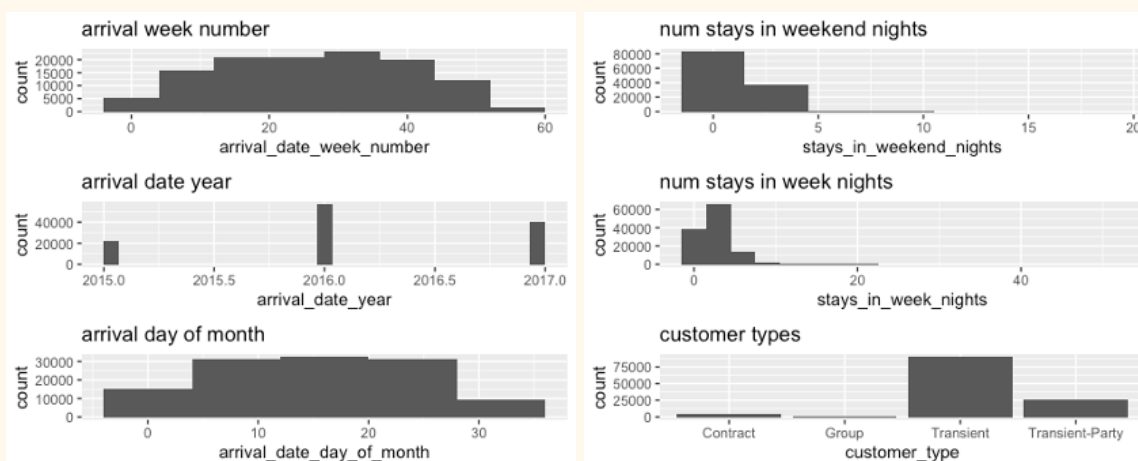 arrival week number
count
20000
15000
10000
5000
0
0 20 40 60
arrival_date_week_number
arrival date year
count
40000
20000
0
2015.0 2015.5 2016.0 2016.5 2017.0
arrival_date_year
arrival day of month
count
30000
20000
10000
0
0 10 20 30
arrival_date_day_of_month
num stays in weekend nights
count
80000
60000
40000
20000
0
0 5 10 15 20
stays_in_weekend_nights
num stays in week nights
count
60000
40000
20000
0
20 40
stays_in_week_nights
customer types
count
75000
50000
25000
0
Contract Group Transient Transient-Party
customer_type